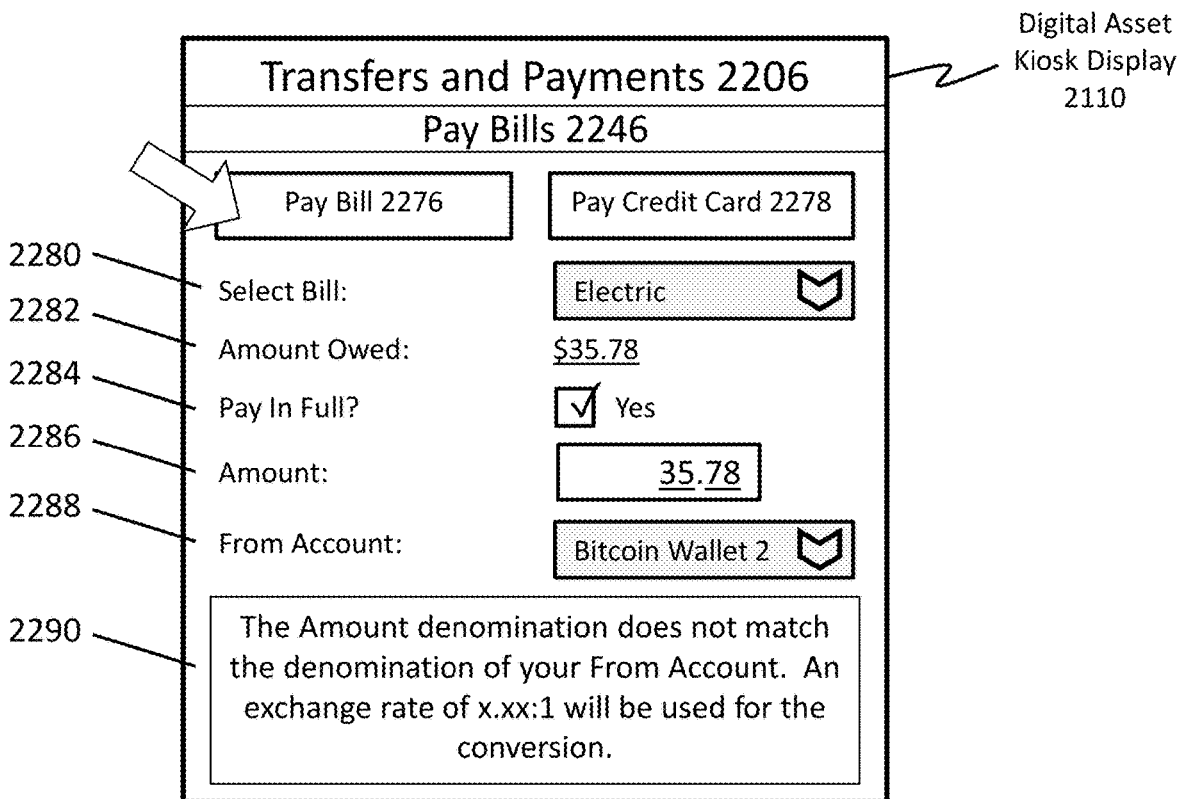 Digital Asset
Kiosk Display
2110
Transfers and Payments 2206
Pay Bills 2246
Pay Bill 2276
Pay Credit Card 2278
2280
Select Bill:
Electric
2282
Amount Owed:
$35.78
2284
Pay In Full?
Yes
2286
Amount:
35.78
2288
From Account:
Bitcoin Wallet 2
2290
The Amount denomination does not match
the denomination of your From Account. An
exchange rate of x.xx:1 will be used for the
conversion.